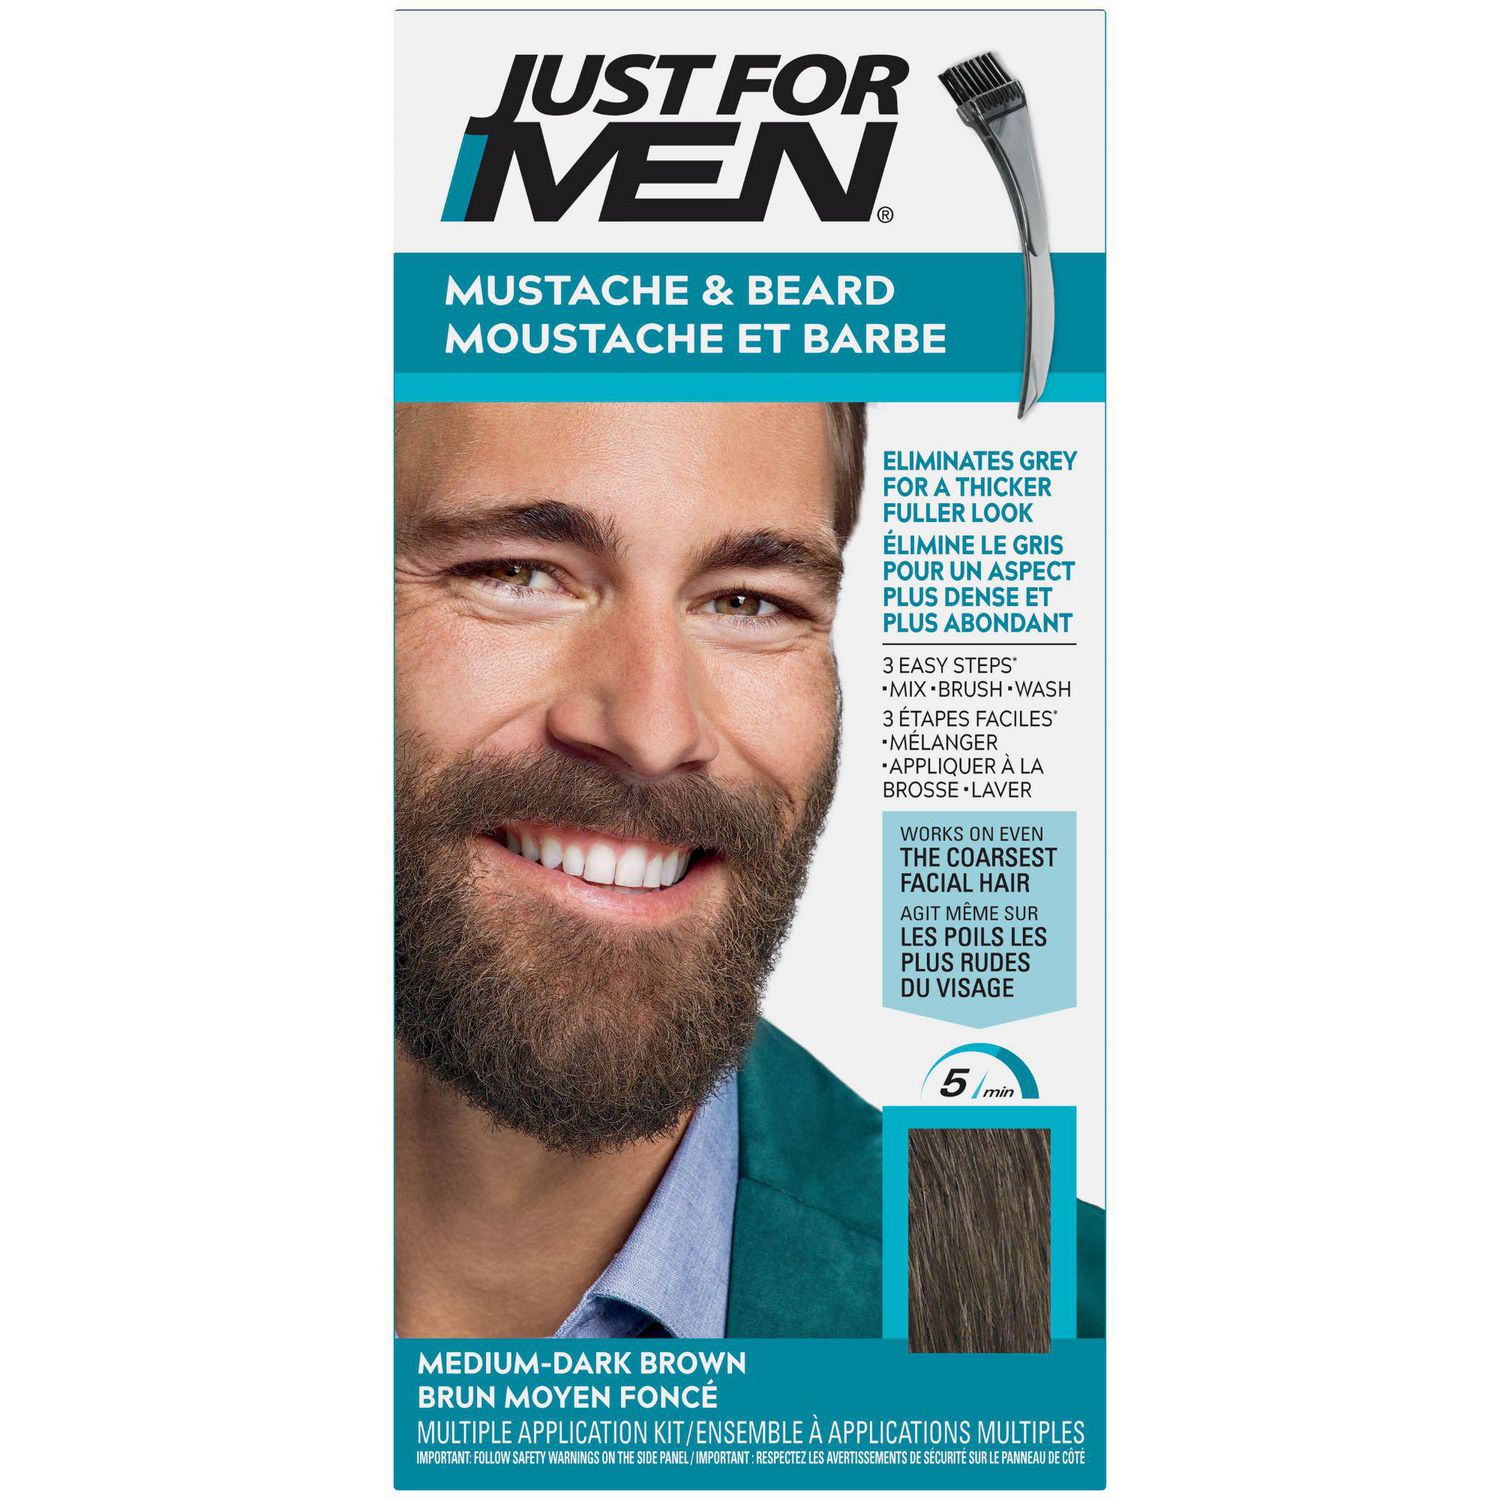 JUST FOR
MEN®
MUSTACHE & BEARD
MOUSTACHE ET BARBE
ELIMINATES GREY
FOR A THICKER
FULLER LOOK
ÉLIMINE LE GRIS
POUR UN ASPECT
PLUS DENSE ET
PLUS ABONDANT
3 EASY STEPS*
▪MIX ▪BRUSH ▪WASH
3 ÉTAPES FACILES*
▪MÉLANGER
▪APPLIQUER À LA
BROSSE ▪LAVER
WORKS ON EVEN
THE COARSEST
FACIAL HAIR
AGIT MÊME SUR
LES POILS LES
PLUS RUDES
DU VISAGE
5/min
MEDIUM-DARK BROWN
BRUN MOYEN FONCÉ
MULTIPLE APPLICATION KIT/ENSEMBLE À APPLICATIONS MULTIPLES
IMPORTANT: FOLLOW SAFETY WARNINGS ON THE SIDE PANEL / IMPORTANT : RESPECTEZ LES AVERTISSEMENTS DE SÉCURITÉ SUR LE PANNEAU DE CÔTÉ